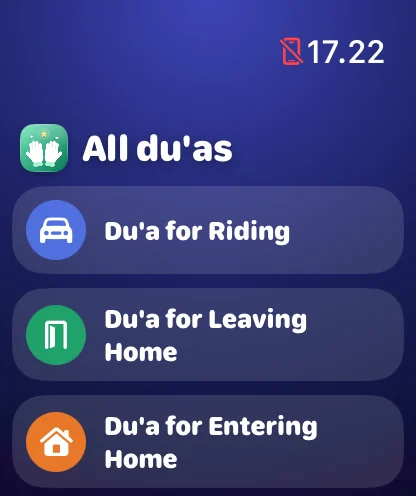 17.22
All du'as
Du'a for Riding
Du'a for Leaving
Home
Du'a for Entering
Home